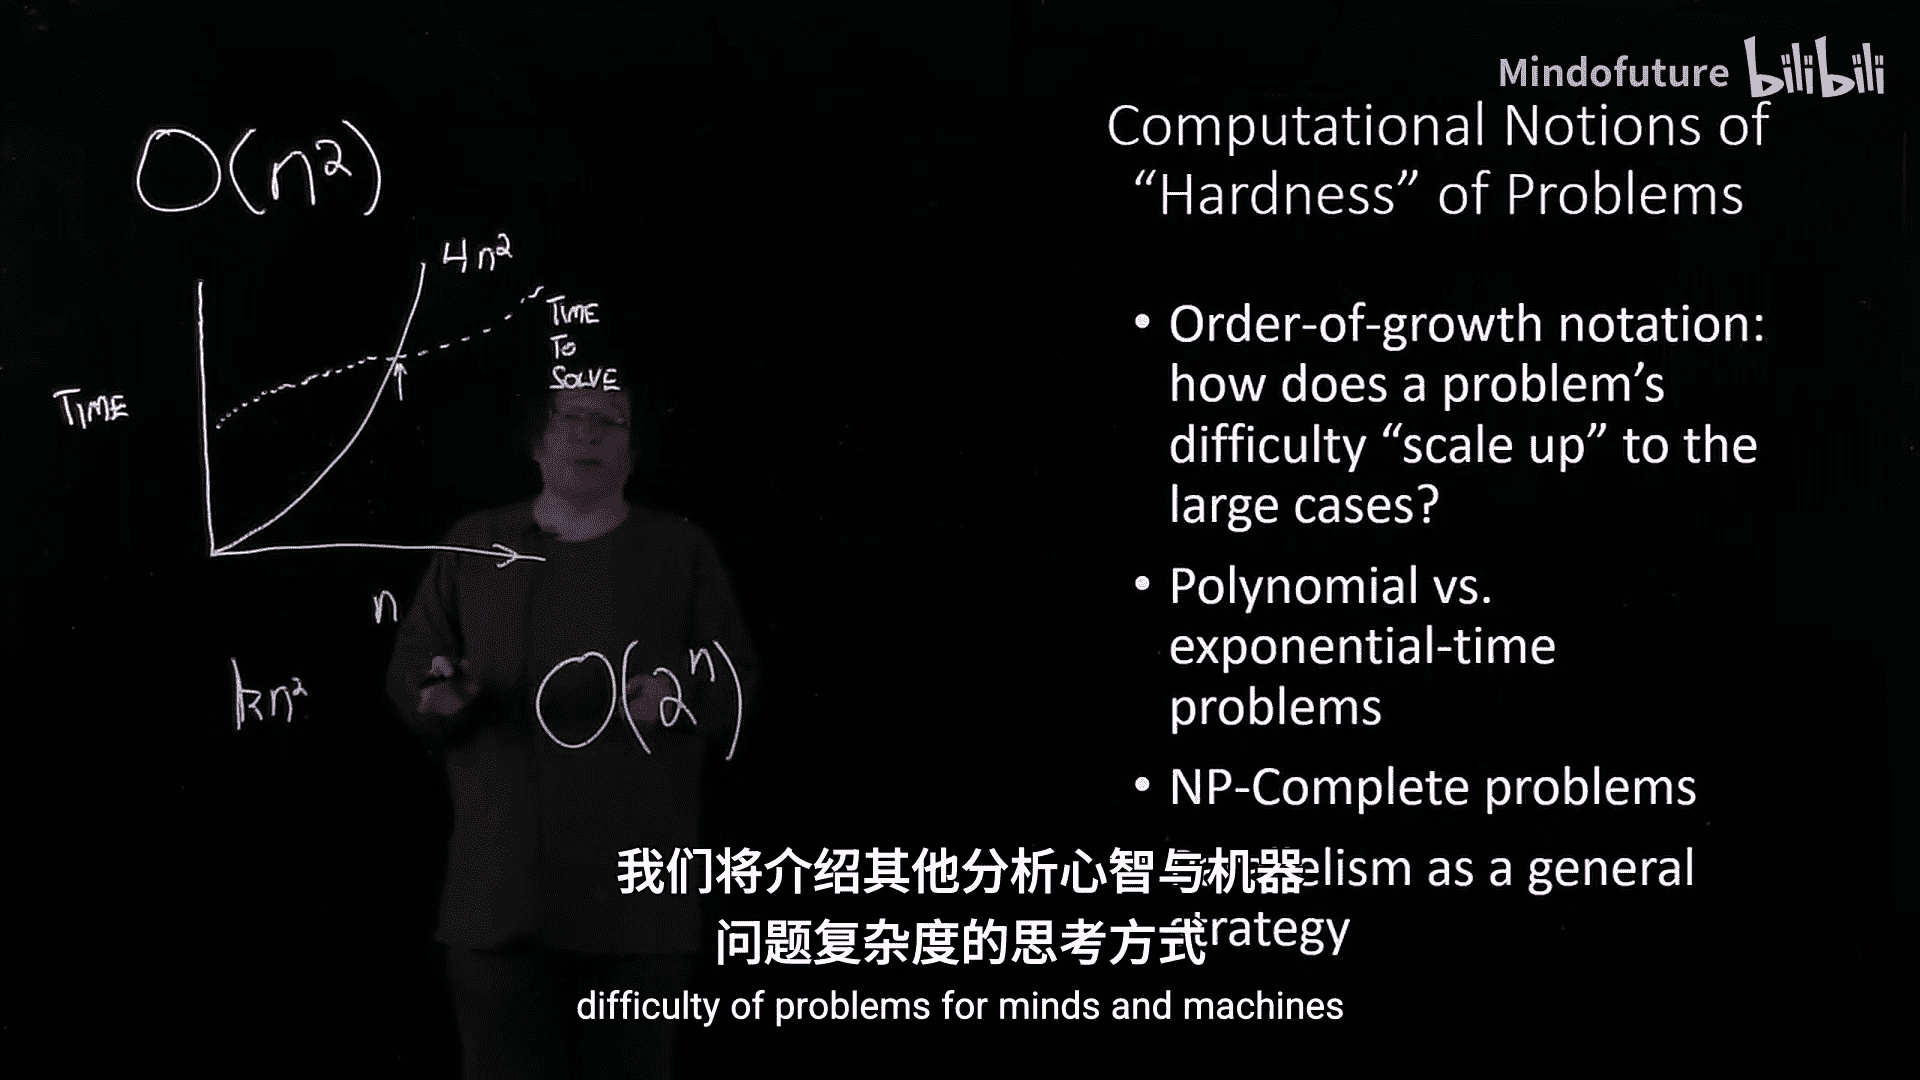 Mindofuture bilibili
Computational Notions of
“Hardness” of Problems
O(n²)
4n²
TIME
TO
SOLVE
TIME
n
kn²
O(2ⁿ)
• Order-of-growth notation:
how does a problem’s
difficulty “scale up” to the
large cases?
• Polynomial vs.
exponential-time
problems
• NP-Complete problems
as a general
strategy
我们将介绍其他分析心智与机器
问题复杂度的思考方式
difficulty of problems for minds and machines